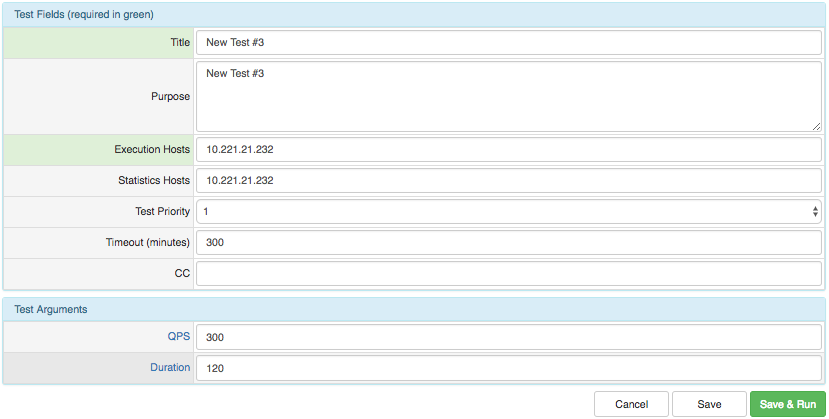 Test Fields (required in green)
Title New Test #3
Purpose New Test #3
Execution Hosts 10.221.21.232
Statistics Hosts 10.221.21.232
Test Priority 1
Timeout (minutes) 300
CC
Test Arguments
QPS 300
Duration 120
Cancel Save Save & Run